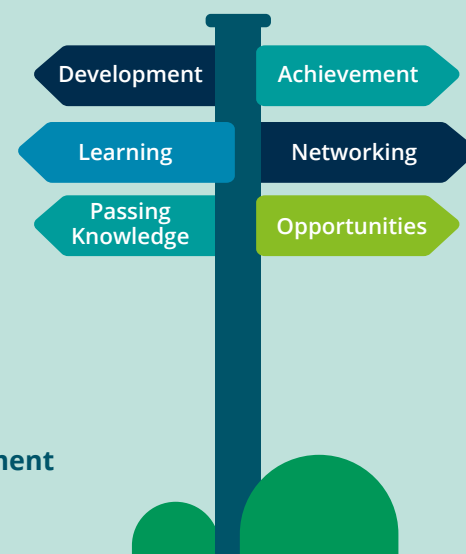 Development
Achievement
Learning
Networking
Passing
Knowledge
Opportunities